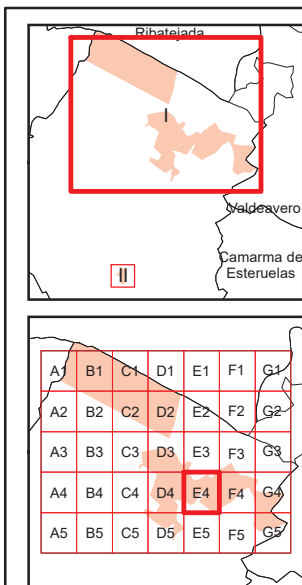 Ribatejada
I
Valdeavero
Camarma de
Esteruelas
II
A1 B1 C1 D1 E1 F1 G1
A2 B2 C2 D2 E2 F2 G2
A3 B3 C3 D3 E3 F3 G3
A4 B4 C4 D4 E4 F4 G4
A5 B5 C5 D5 E5 F5 G5